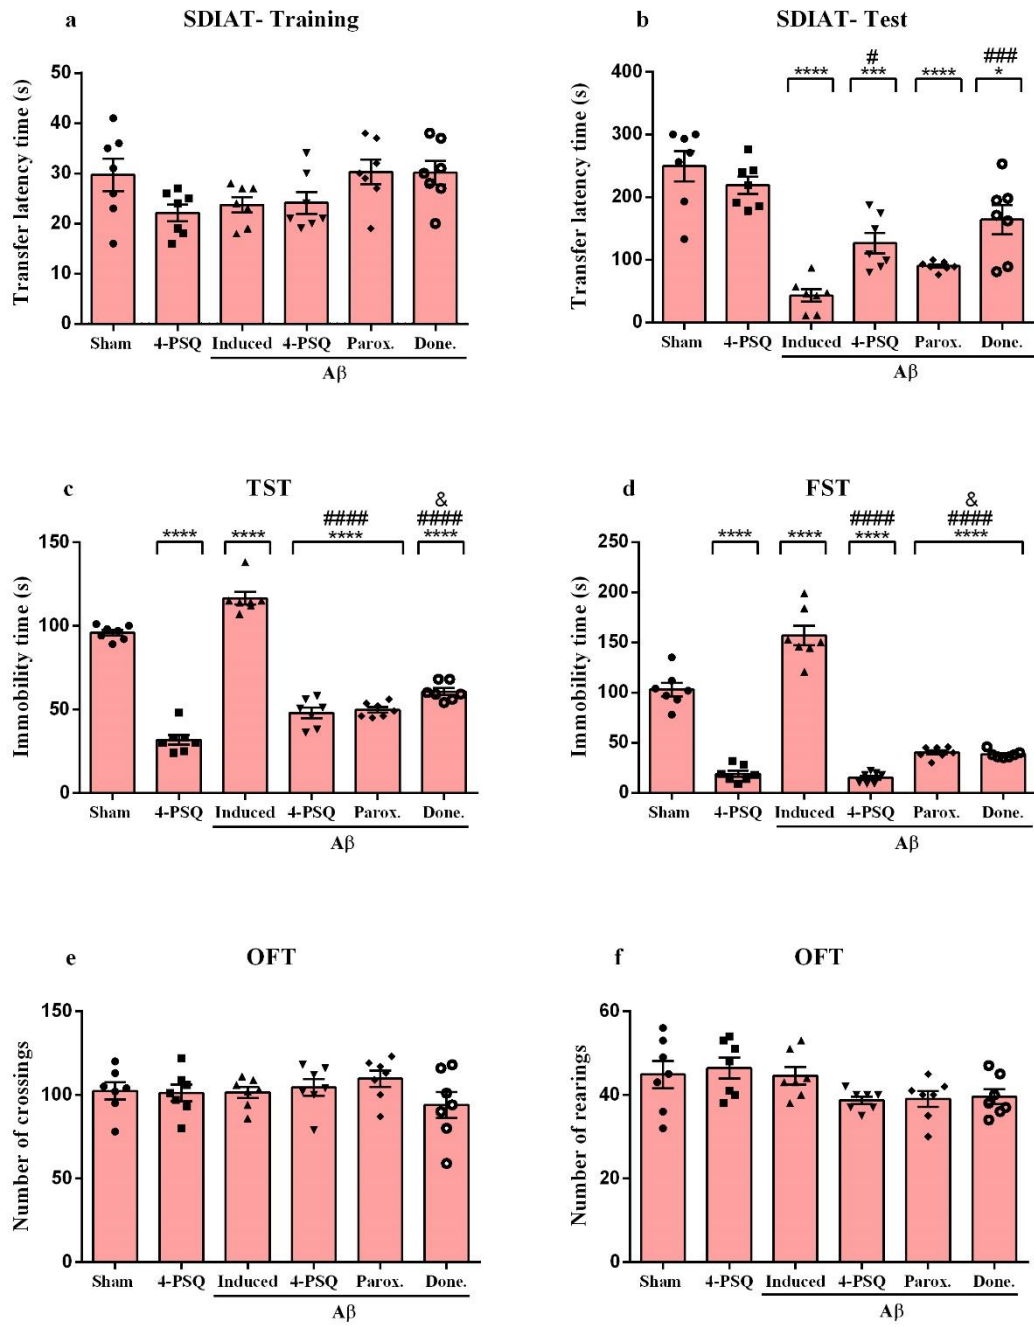 a SDIAT- Training
Transfer latency time (s)
50
40
30
20
10
0
Sham 4-PSQ Induced 4-PSQ Parox. Done.
Aβ
b SDIAT- Test
Transfer latency time (s)
# ###
**** *** **** *
400
300
200
100
0
Sham 4-PSQ Induced 4-PSQ Parox. Done.
Aβ
c TST
Immobility time (s)
&
#### ####
**** **** **** ****
150
100
50
0
Sham 4-PSQ Induced 4-PSQ Parox. Done.
Aβ
d FST
Immobility time (s)
&
#### ####
**** **** **** ****
250
200
150
100
50
0
Sham 4-PSQ Induced 4-PSQ Parox. Done.
Aβ
e OFT
Number of crossings
150
100
50
0
Sham 4-PSQ Induced 4-PSQ Parox. Done.
Aβ
f OFT
Number of rearings
60
40
20
0
Sham 4-PSQ Induced 4-PSQ Parox. Done.
Aβ